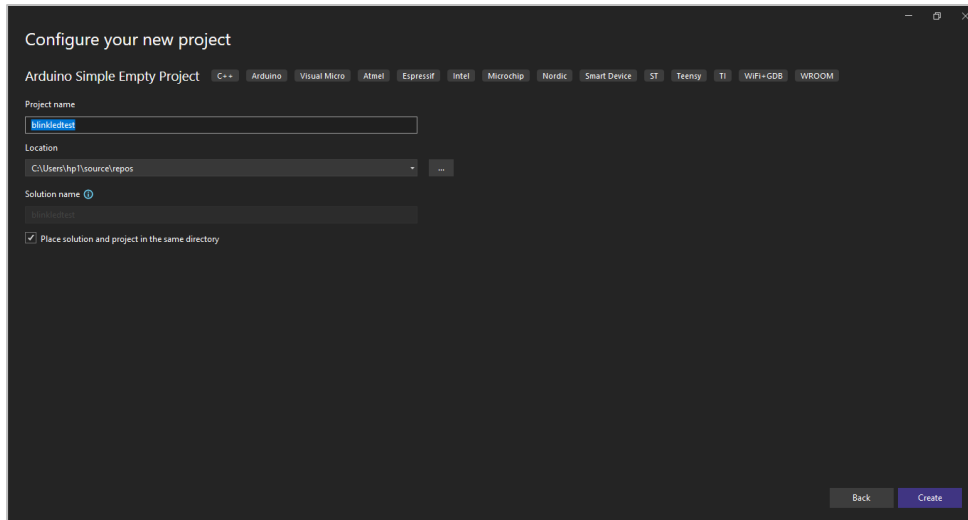 Configure your new project
Arduino Simple Empty Project C++ Arduino Visual Micro Atmel Espressif Intel Microchip Nordic Smart Device ST Teensy TI WiFi+GDB WROOM
Project name
blinkledtest
Location
C:\Users\hp1\source\repos ...
Solution name
blinkledtest
Place solution and project in the same directory
Back Create